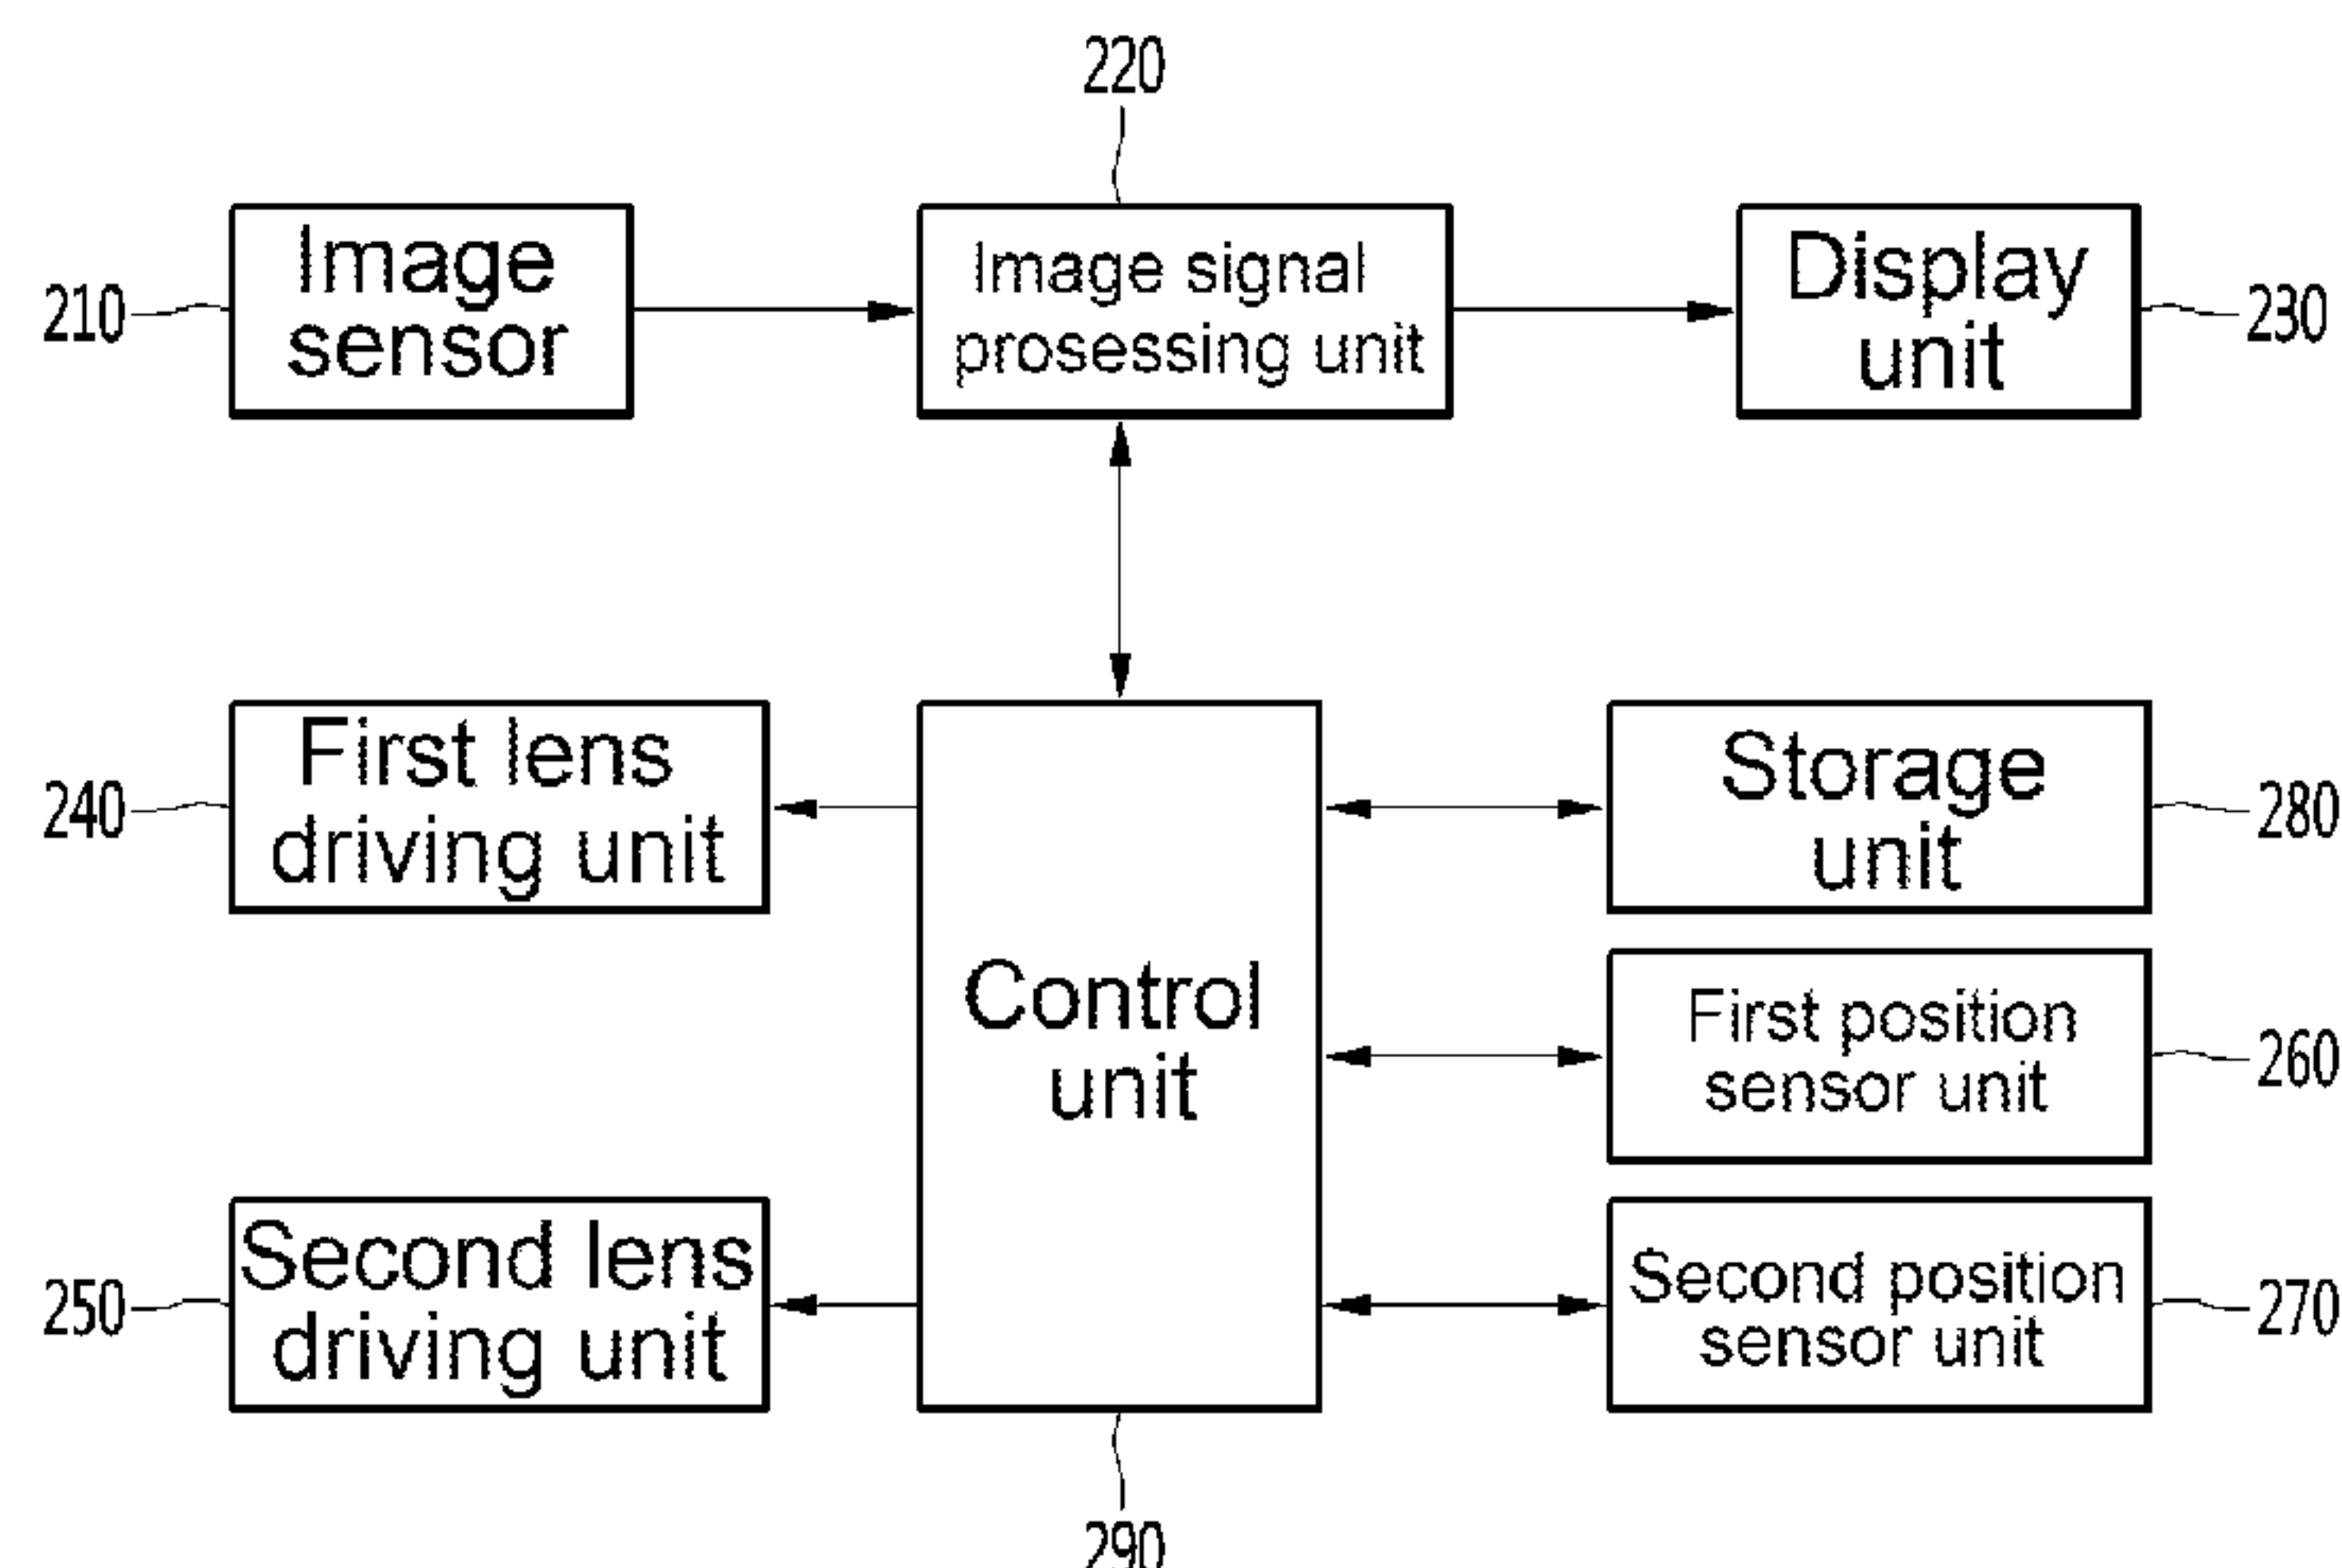 220
Image
sensor
210
Image signal
prosessing unit
Display
unit
230
First lens
driving unit
240
Storage
unit
280
Control
unit
First position
sensor unit
260
Second lens
driving unit
250
Second position
sensor unit
270
290